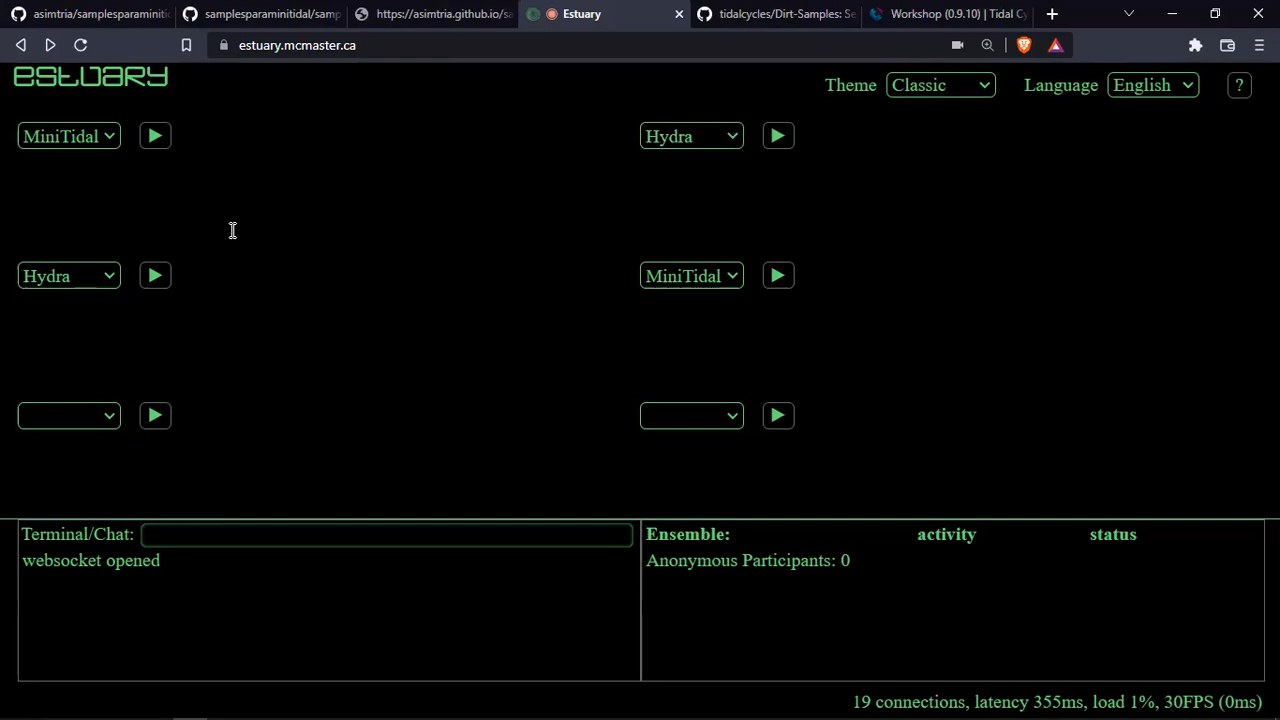 asimtria/samplesparaminitid
samplesparaminitidal/samp
https://asimtria.github.io/sa
Estuary
tidalcycles/Dirt-Samples: Se
Workshop (0.9.10) | Tidal Cy
estuary.mcmaster.ca
estuary
Theme Classic Language English ?
MiniTidal
Hydra
Hydra
MiniTidal
Terminal/Chat:
websocket opened
Ensemble: activity status
Anonymous Participants: 0
19 connections, latency 355ms, load 1%, 30FPS (0ms)